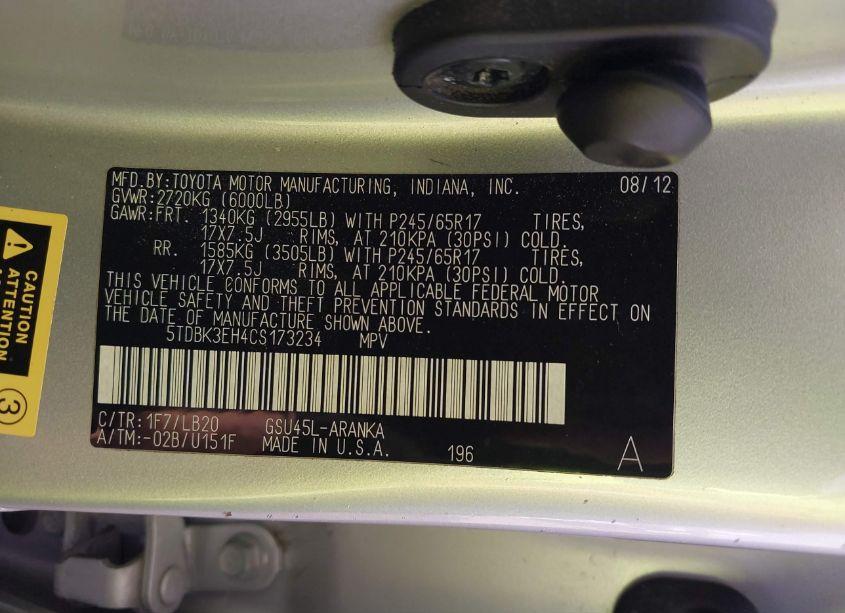 MFD.BY:TOYOTA MOTOR MANUFACTURING, INDIANA, INC. 08/12
GVWR:2720KG (6000LB)
GAWR:FRT. 1340KG (2955LB) WITH P245/65R17 TIRES,
17X7.5J RIMS, AT 210KPA (30PSI) COLD.
RR. 1585KG (3505LB) WITH P245/65R17 TIRES,
17X7.5J RIMS, AT 210KPA (30PSI) COLD.
THIS VEHICLE CONFORMS TO ALL APPLICABLE FEDERAL MOTOR
VEHICLE SAFETY AND THEFT PREVENTION STANDARDS IN EFFECT ON
THE DATE OF MANUFACTURE SHOWN ABOVE.
5TDBK3EH4CS173234 MPV
C/TR:1F7/LB20 GSU45L-ARANKA
A/TM:-02B/U151F MADE IN U.S.A. 196 A
CAUTION
ATTENTION
3